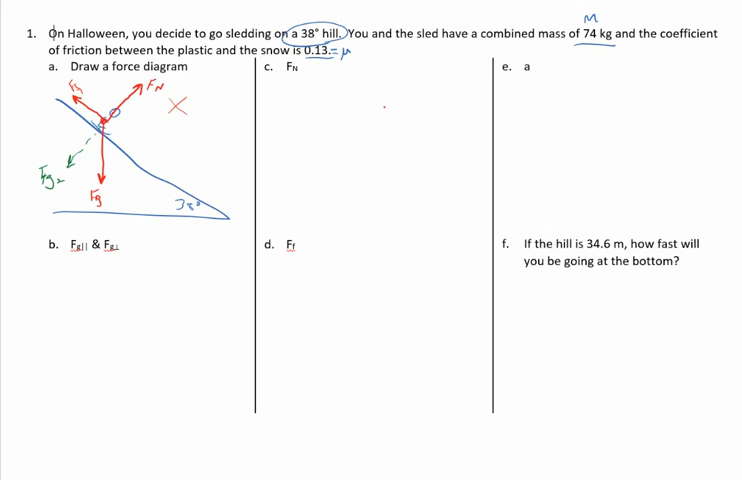 M
1. On Halloween, you decide to go sledding on a 38° hill. You and the sled have a combined mass of 74 kg and the coefficient
of friction between the plastic and the snow is 0.13. = μ
a. Draw a force diagram
c. FN
e. a
FN
Fg
38°
b. Fg|| & Fg⊥
d. Ff
f. If the hill is 34.6 m, how fast will
you be going at the bottom?